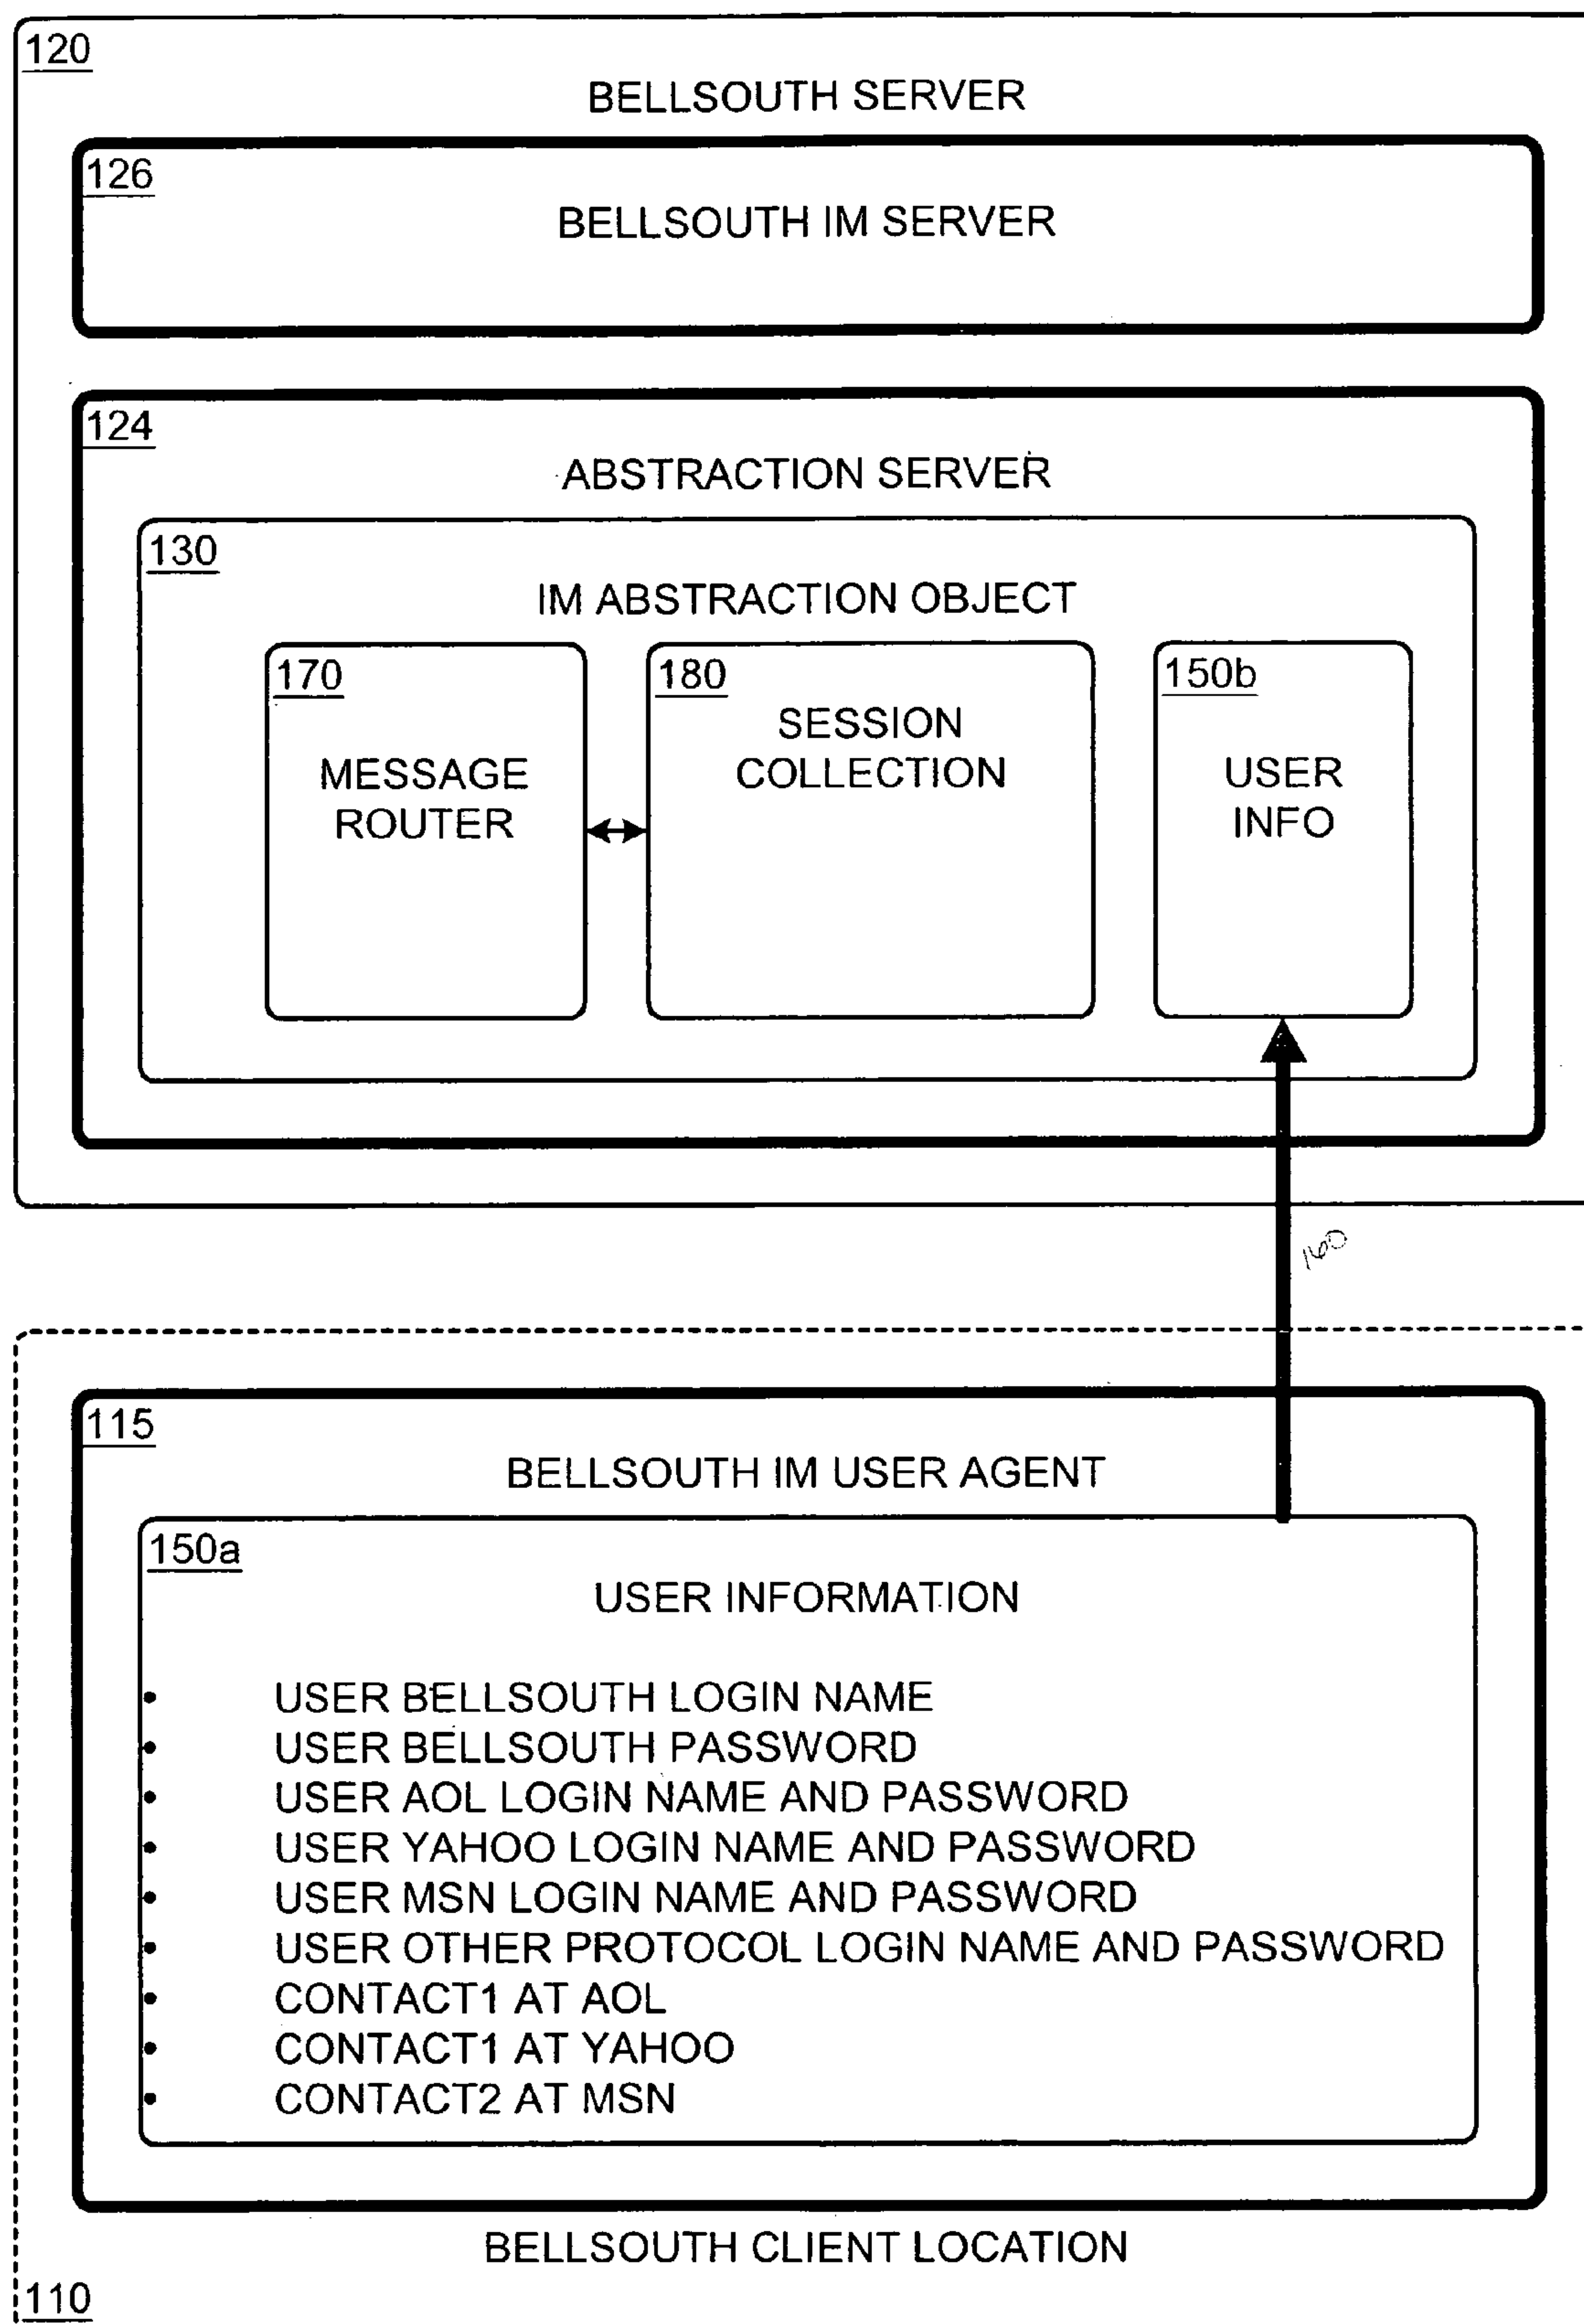 120
BELLSOUTH SERVER
126
BELLSOUTH IM SERVER
124
ABSTRACTION SERVER
130
IM ABSTRACTION OBJECT
170
MESSAGE
ROUTER
180
SESSION
COLLECTION
150b
USER
INFO
160
115
BELLSOUTH IM USER AGENT
150a
USER INFORMATION
• USER BELLSOUTH LOGIN NAME
• USER BELLSOUTH PASSWORD
• USER AOL LOGIN NAME AND PASSWORD
• USER YAHOO LOGIN NAME AND PASSWORD
• USER MSN LOGIN NAME AND PASSWORD
• USER OTHER PROTOCOL LOGIN NAME AND PASSWORD
• CONTACT1 AT AOL
• CONTACT1 AT YAHOO
• CONTACT2 AT MSN
BELLSOUTH CLIENT LOCATION
110